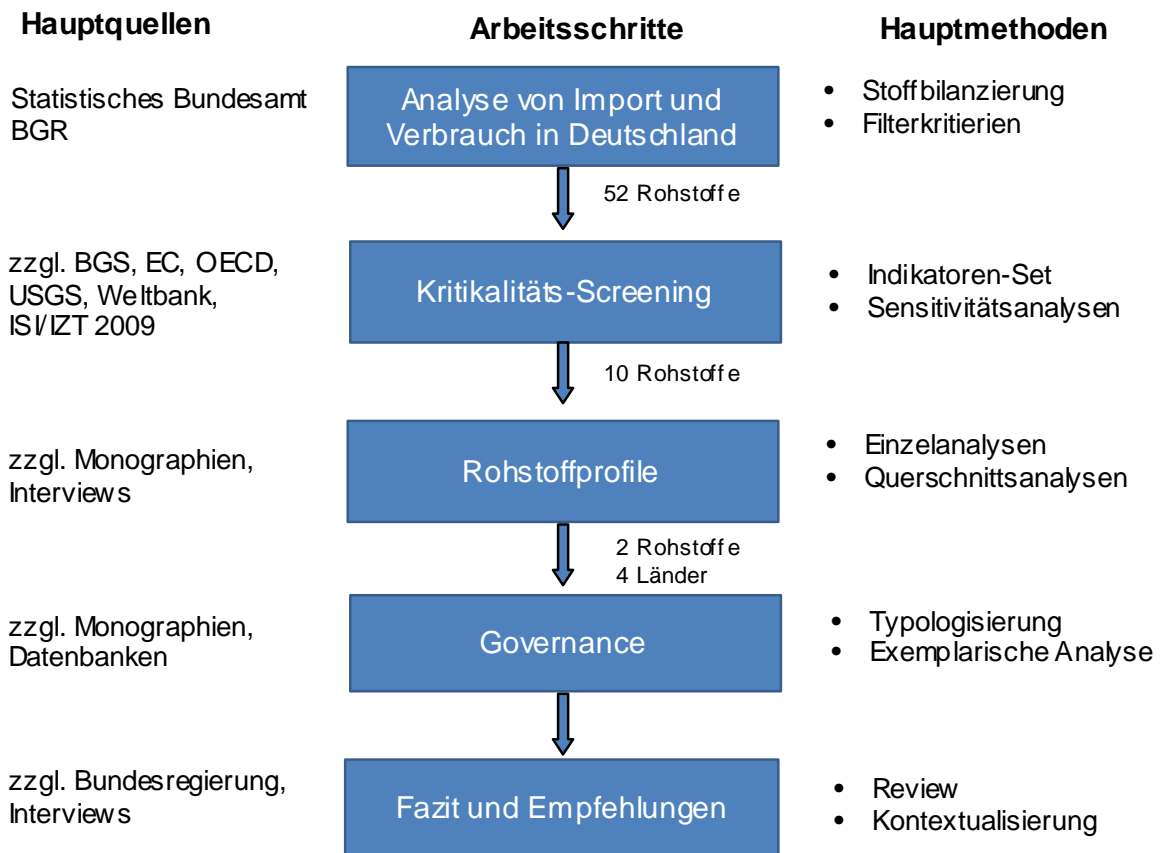 Hauptquellen
Arbeitsschritte
Hauptmethoden
Statistisches Bundesamt
BGR
Analyse von Import und
Verbrauch in Deutschland
• Stoffbilanzierung
• Filterkritierien
52 Rohstoffe
zzgl. BGS, EC, OECD,
USGS, Weltbank,
ISI/IZT 2009
Kritikalitäts-Screening
• Indikatoren-Set
• Sensitivitätsanalysen
10 Rohstoffe
zzgl. Monographien,
Interviews
Rohstoffprofile
• Einzelanalysen
• Querschnittsanalysen
2 Rohstoffe
4 Länder
zzgl. Monographien,
Datenbanken
Governance
• Typologisierung
• Exemplarische Analyse
zzgl. Bundesregierung,
Interviews
Fazit und Empfehlungen
• Review
• Kontextualisierung